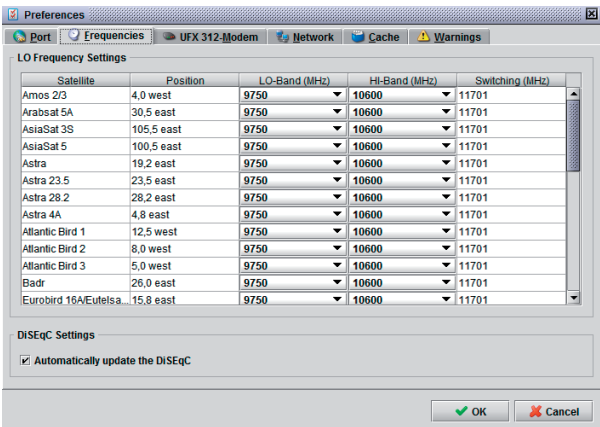 Preferences
Port Frequencies UFX 312-Modem Network Cache Warnings
LO Frequency Settings
Satellite Position LO-Band (MHz) HI-Band (MHz) Switching (MHz)
Amos 2/3 4,0 west 9750 10600 11701
Arabsat 5A 30,5 east 9750 10600 11701
AsiaSat 3S 105,5 east 9750 10600 11701
AsiaSat 5 100,5 east 9750 10600 11701
Astra 19,2 east 9750 10600 11701
Astra 23.5 23,5 east 9750 10600 11701
Astra 28.2 28,2 east 9750 10600 11701
Astra 4A 4,8 east 9750 10600 11701
Atlantic Bird 1 12,5 west 9750 10600 11701
Atlantic Bird 2 8,0 west 9750 10600 11701
Atlantic Bird 3 5,0 west 9750 10600 11701
Badr 26,0 east 9750 10600 11701
Eurobird 16A/Eutelsa... 15,8 east 9750 10600 11701
DiSEqC Settings
Automatically update the DiSEqC
OK Cancel